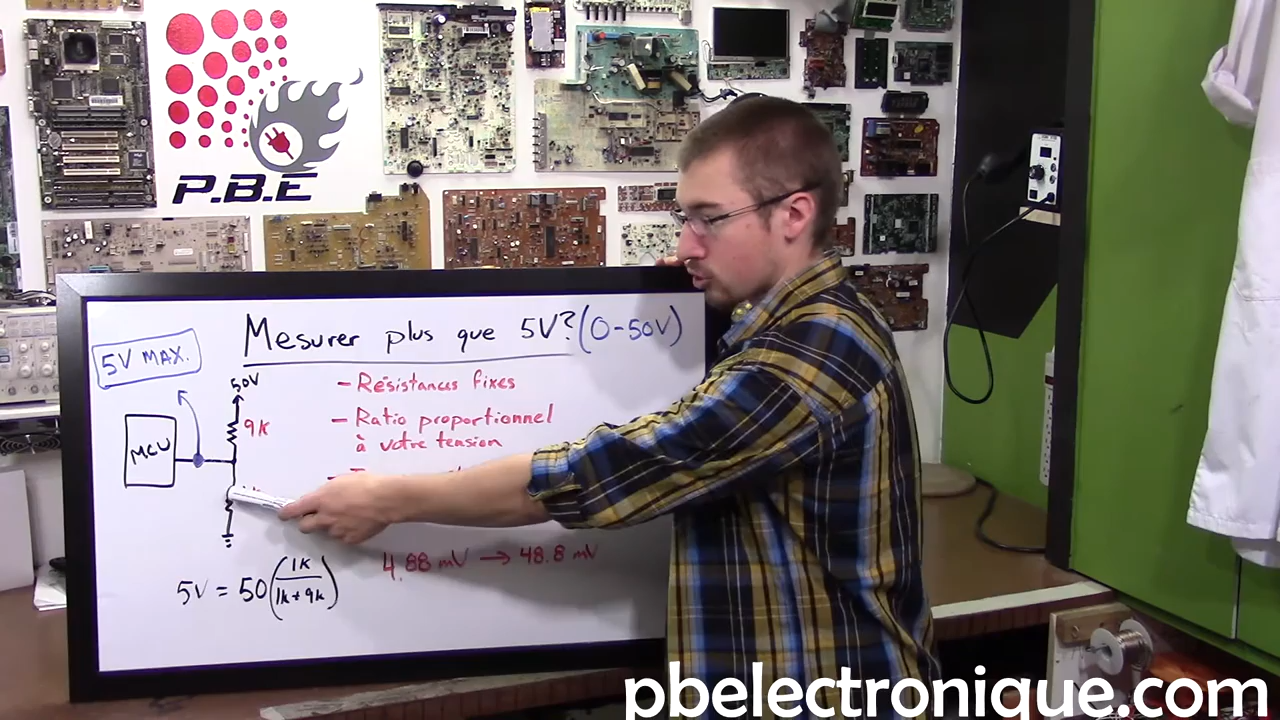 P.B.E
Mesurer plus que 5V? (0-50V)
5V MAX.
50V
- Résistances fixes
9k
- Ratio proportionnel
à votre tension
MCU
5V = 50(1k/1k+9k)
4.88 mV → 48.8 mV
pbelectronique.com